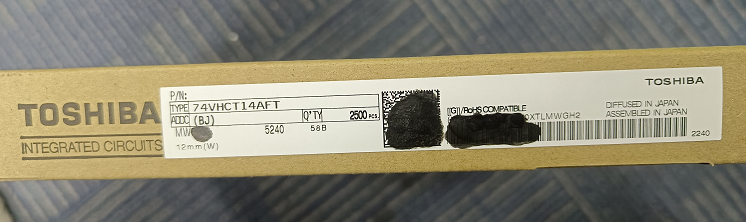 TOSHIBA
INTEGRATED CIRCUITS
P/N:
TYPE 74VHCT14AFT
ADDC (BJ) Q'TY 2500 PCS.
MW 5240 58B
12mm(W)
[[G]]/RoHS COMPATIBLE
XTLMWGH2
TOSHIBA
DIFFUSED IN JAPAN
ASSEMBLED IN JAPAN
2240